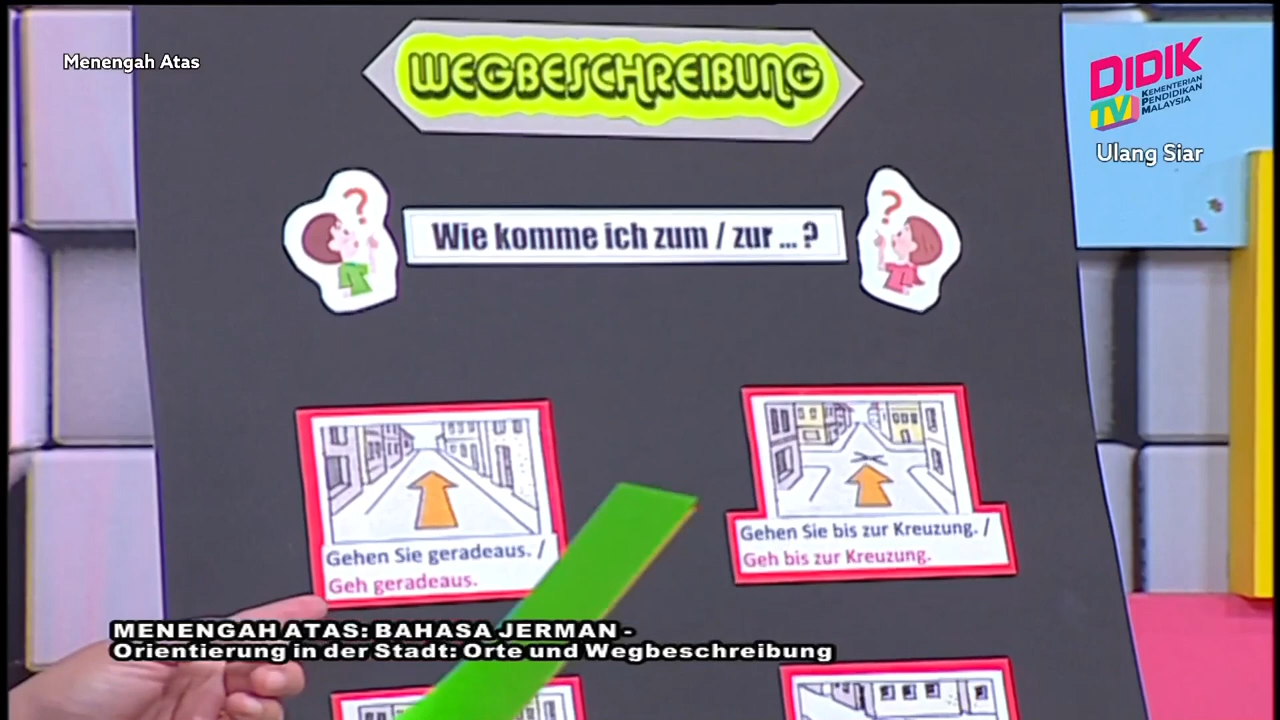 Menengah Atas
WEGBESCHREIBUNG
DIDIK
TV
KEMENTERIAN
PENDIDIKAN
MALAYSIA
Ulang Siar
?
?
Wie komme ich zum / zur ... ?
Gehen Sie geradeaus. /
Geh geradeaus.
Gehen Sie bis zur Kreuzung. /
Geh bis zur Kreuzung.
MENENGAH ATAS: BAHASA JERMAN -
Orientierung in der Stadt: Orte und Wegbeschreibung